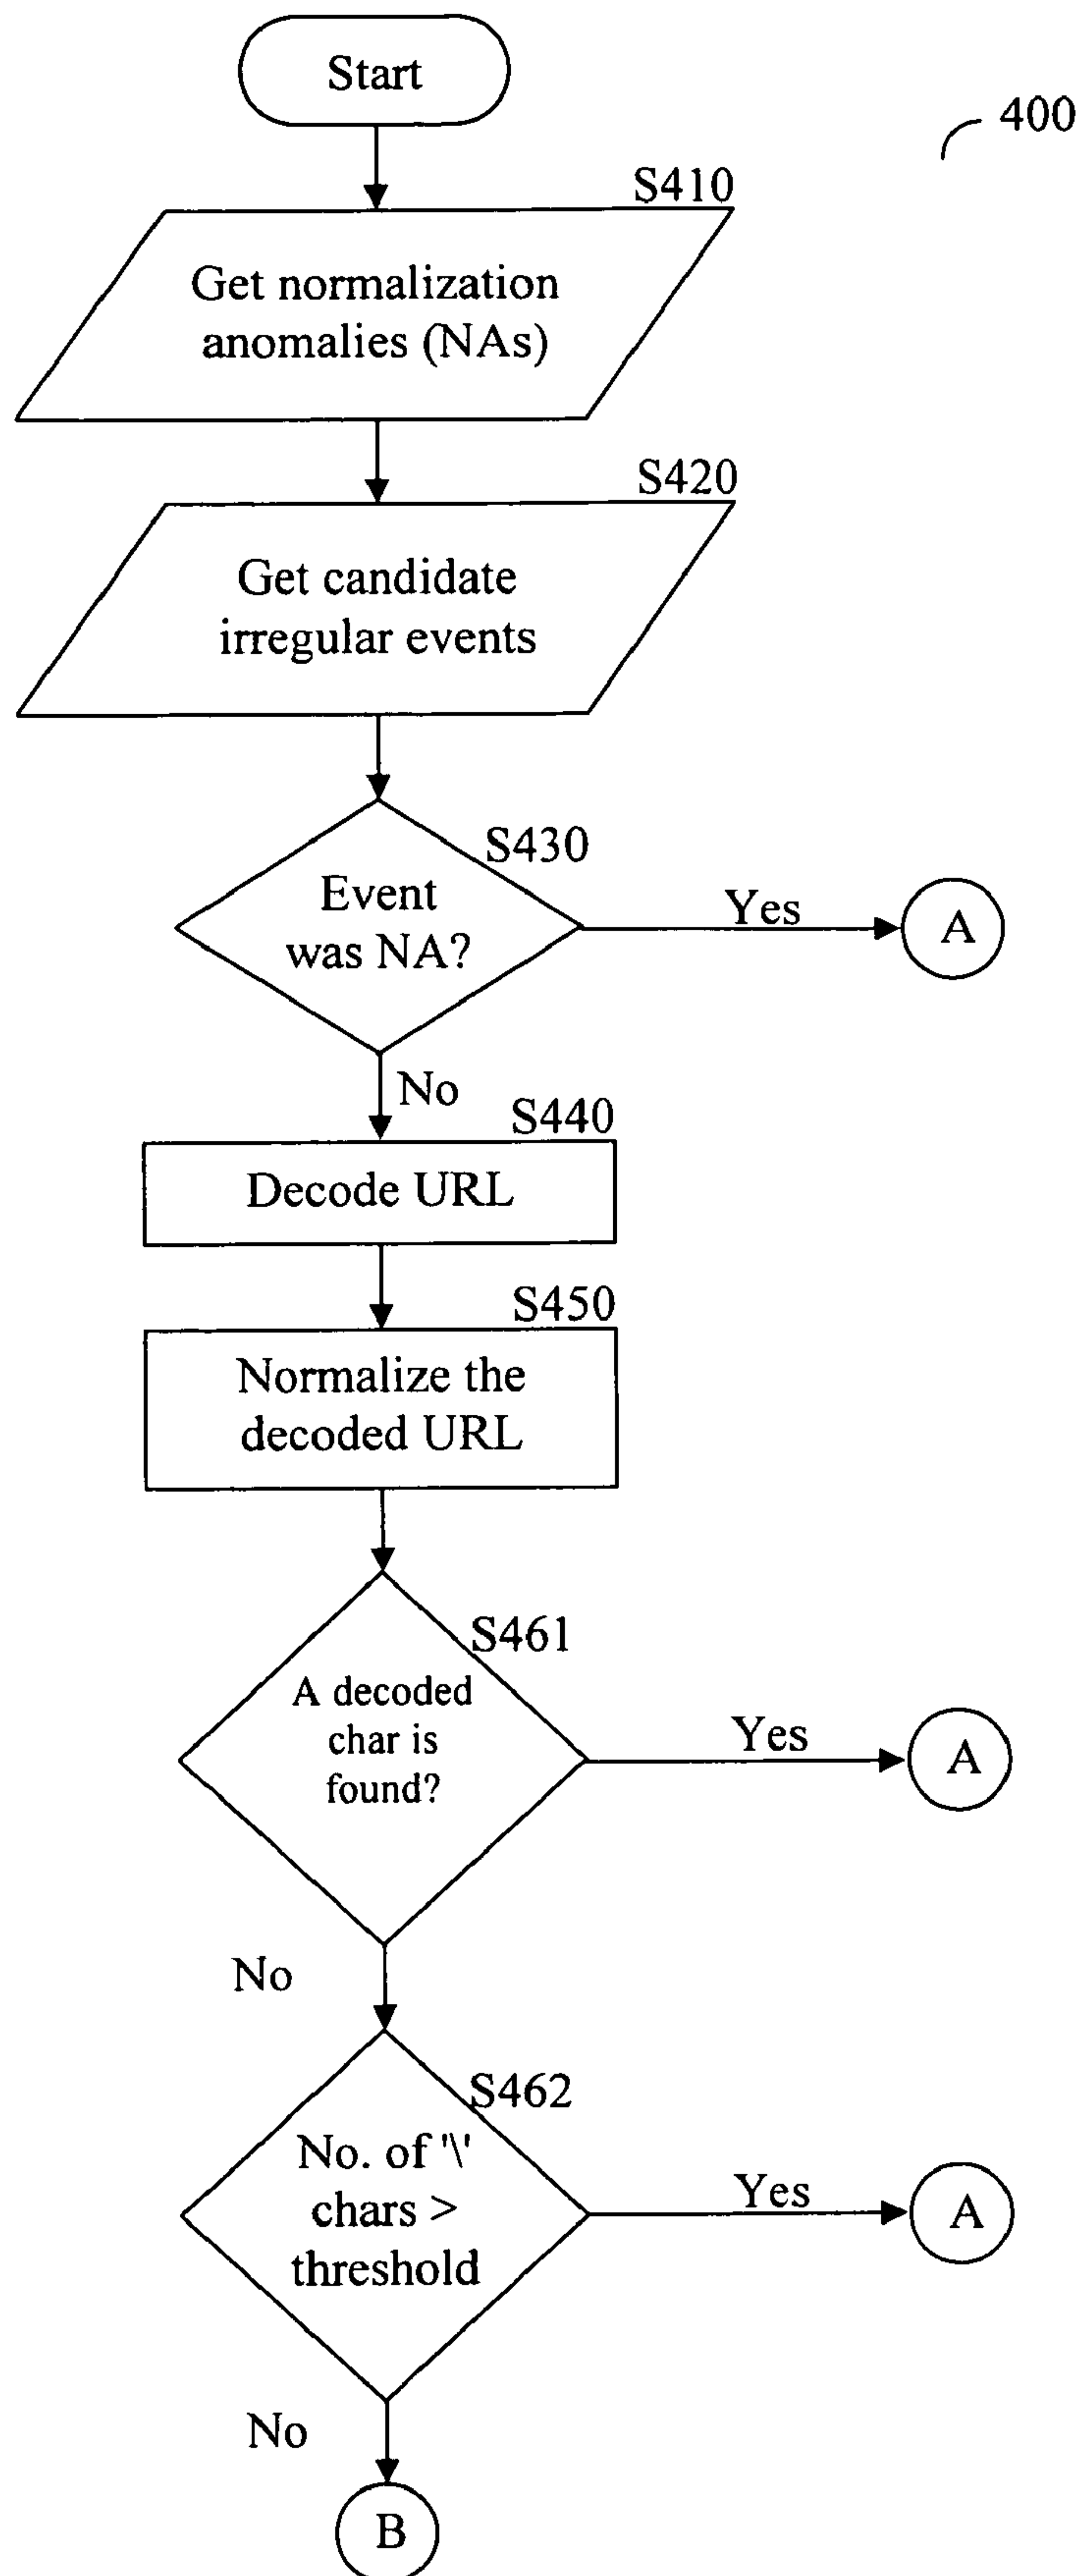 Start
400
S410
Get normalization
anomalies (NAs)
S420
Get candidate
irregular events
S430
Event
was NA?
Yes
A
No
S440
Decode URL
S450
Normalize the
decoded URL
S461
A decoded
char is
found?
Yes
A
No
S462
No. of '\'
chars >
threshold
Yes
A
No
B